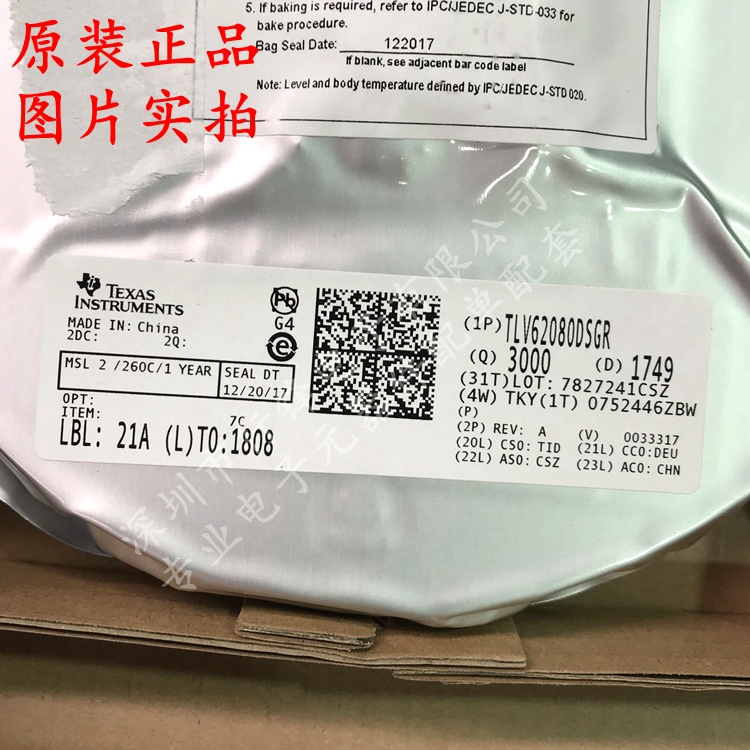 原装正品
图片实拍
5. If baking is required, refer to IPC/JEDEC J-STD-033 for
bake procedure.
Bag Seal Date: 122017
If blank, see adjacent bar code label
Note: Level and body temperature defined by IPC/JEDEC J-STD 020.
TEXAS
INSTRUMENTS
Pb
G4
e
MADE IN: China
2DC: 2Q:
MSL 2 /260C/1 YEAR
SEAL DT
12/20/17
OPT:
ITEM:
7C
LBL: 21A (L)TO:1808
(1P) TLV62080DSGR
(Q) 3000 (D) 1749
(31T)LOT: 7827241CSZ
(4W) TKY(1T) 0752446ZBW
(P)
(2P) REV: A (V) 0033317
(20L) CSO: TID (21L) CCO:DEU
(22L) ASO: CSZ (23L) ACO: CHN